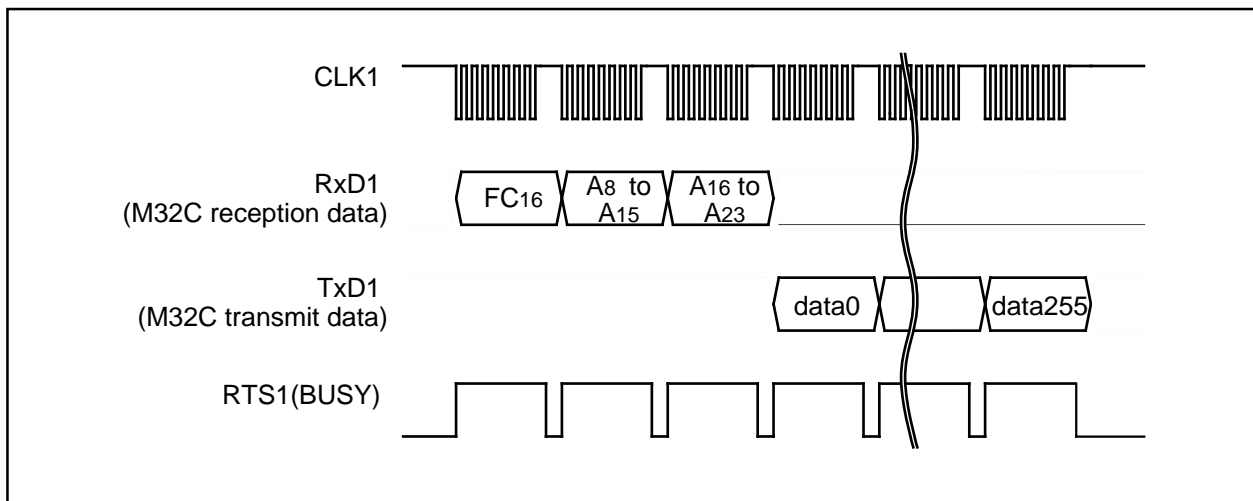 CLK1
RxD1
(M32C reception data)
FC16
A8 to
A15
A16 to
A23
TxD1
(M32C transmit data)
data0
data255
RTS1(BUSY)